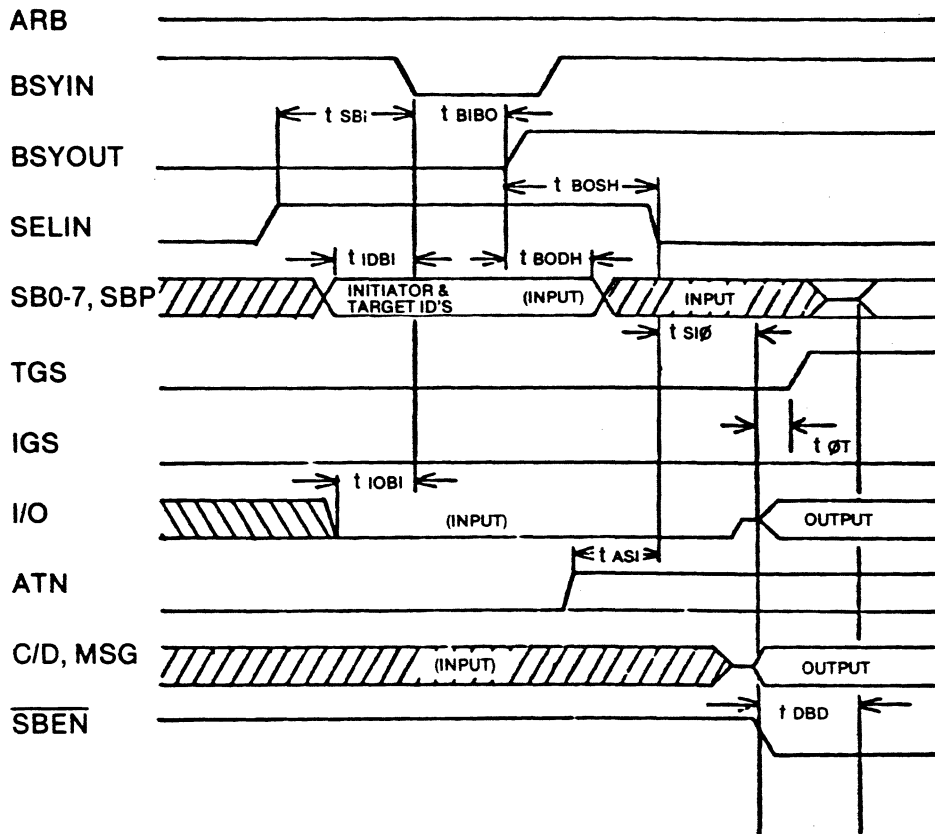 ARB
BSYIN
t SBi
t BIBO
BSYOUT
t BOSH
SELIN
t IDBI
t BODH
SB0-7, SBP
INITIATOR &
TARGET ID'S
(INPUT)
INPUT
t SIØ
TGS
IGS
t ØT
t IOBI
I/O
(INPUT)
OUTPUT
t ASI
ATN
C/D, MSG
(INPUT)
OUTPUT
SBEN
t DBD